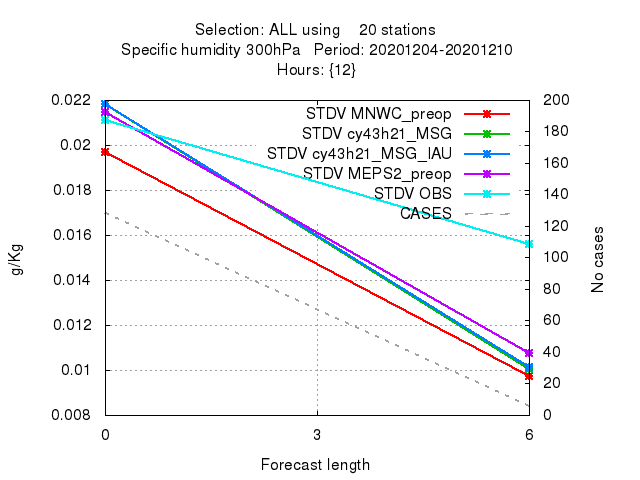 Selection: ALL using    20 stations
Specific humidity 300hPa   Period: 20201204-20201210
Hours: {12}
0.022
0.02
0.018
0.016
0.014
0.012
0.01
0.008
g/Kg
STDV MNWC_preop
STDV cy43h21_MSG
STDV cy43h21_MSG_IAU
STDV MEPS2_preop
STDV OBS
CASES
200
180
160
140
120
100
80
60
40
20
0
No cases
0 3 6
Forecast length